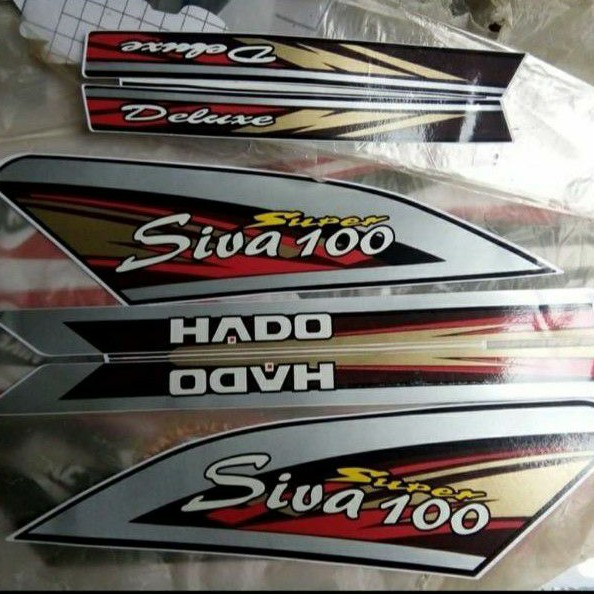 Deluxe
Deluxe
Super
Siva 100
HADO
HADO
Super
Siva 100